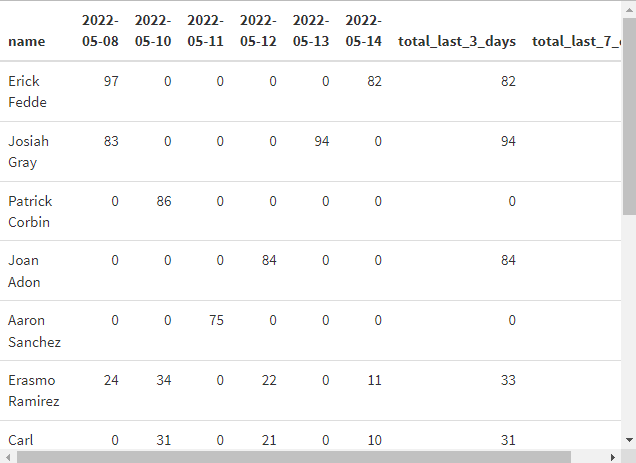 name 2022-05-08 2022-05-10 2022-05-11 2022-05-12 2022-05-13 2022-05-14 total_last_3_days total_last_7_
Erick Fedde 97 0 0 0 0 82 82
Josiah Gray 83 0 0 0 94 0 94
Patrick Corbin 0 86 0 0 0 0 0
Joan Adon 0 0 0 84 0 0 84
Aaron Sanchez 0 0 75 0 0 0 0
Erasmo Ramirez 24 34 0 22 0 11 33
Carl 0 31 0 21 0 10 31